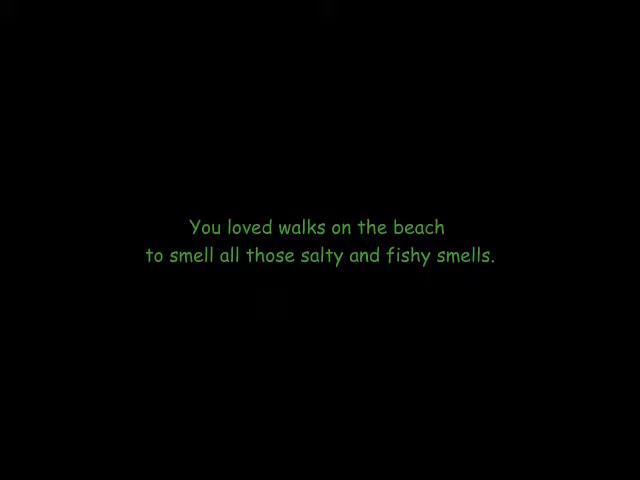 You loved walks on the beach
to smell all those salty and fishy smells.